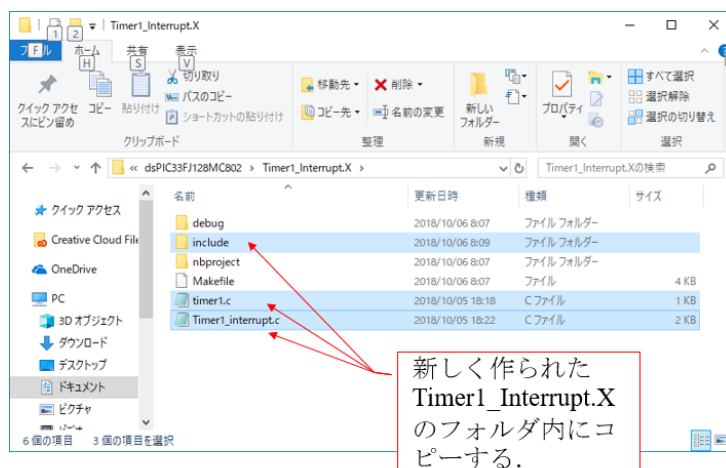 Timer1_Interrupt.X
1 2
ファイル ホーム 共有 表示
F H S V
クイック アクセスにピン留め
コピー
貼り付け
切り取り
パスのコピー
ショートカットの貼り付け
クリップボード
移動先
コピー先
削除
名前の変更
整理
新しいフォルダー
新規
プロパティ
開く
すべて選択
選択解除
選択の切り替え
選択
« dsPIC33FJ128MC802 > Timer1_Interrupt.X >
Timer1_Interrupt.Xの検索
名前 更新日時 種類 サイズ
debug 2018/10/06 8:07 ファイル フォルダー
include 2018/10/06 8:09 ファイル フォルダー
nbproject 2018/10/06 8:07 ファイル フォルダー
Makefile 2018/10/06 8:07 ファイル 4 KB
timer1.c 2018/10/05 18:18 C ファイル 1 KB
Timer1_interrupt.c 2018/10/05 18:22 C ファイル 2 KB
クイック アクセス
Creative Cloud File
OneDrive
PC
3D オブジェクト
ダウンロード
デスクトップ
ドキュメント
ピクチャ
6 個の項目 3 個の項目を選択
新しく作られた
Timer1_Interrupt.X
のフォルダ内にコ
ピーする.